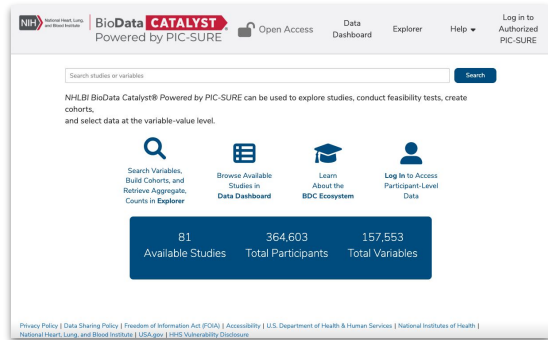 NIH National Heart, Lung, and Blood Institute
BioData CATALYST®
Powered by PIC-SURE
Open Access
Data Dashboard
Explorer
Help
Log in to Authorized PIC-SURE
Search studies or variables
Search
NHLBI BioData Catalyst® Powered by PIC-SURE can be used to explore studies, conduct feasibility tests, create
cohorts,
and select data at the variable-value level.
Search Variables,
Build Cohorts, and
Retrieve Aggregate,
Counts in Explorer
Browse Available
Studies in
Data Dashboard
Learn
About the
BDC Ecosystem
Log In to Access
Participant-Level
Data
81
Available Studies
364,603
Total Participants
157,553
Total Variables
Privacy Policy | Data Sharing Policy | Freedom of Information Act (FOIA) | Accessibility | U.S. Department of Health & Human Services | National Institutes of Health |
National Heart, Lung, and Blood Institute | USA.gov | HHS Vulnerability Disclosure